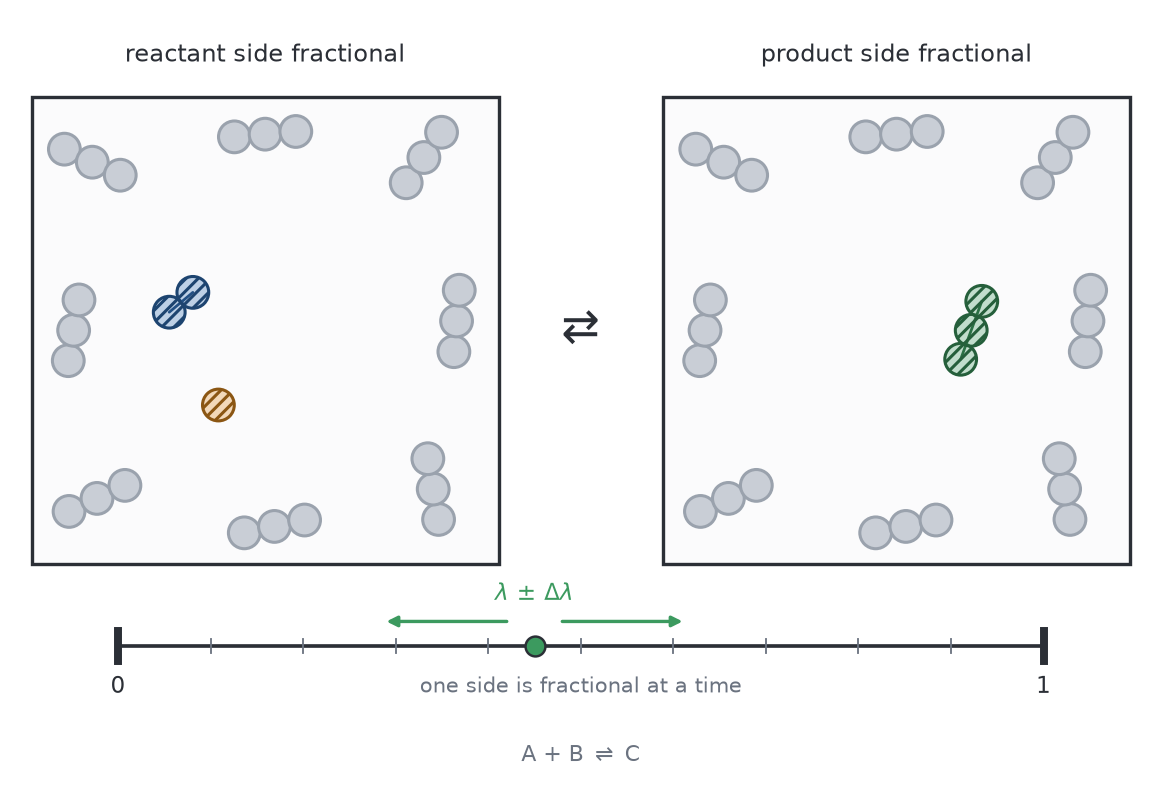 reactant side fractional
product side fractional
⇄
λ ± Δλ
0
1
one side is fractional at a time
A + B ⇌ C